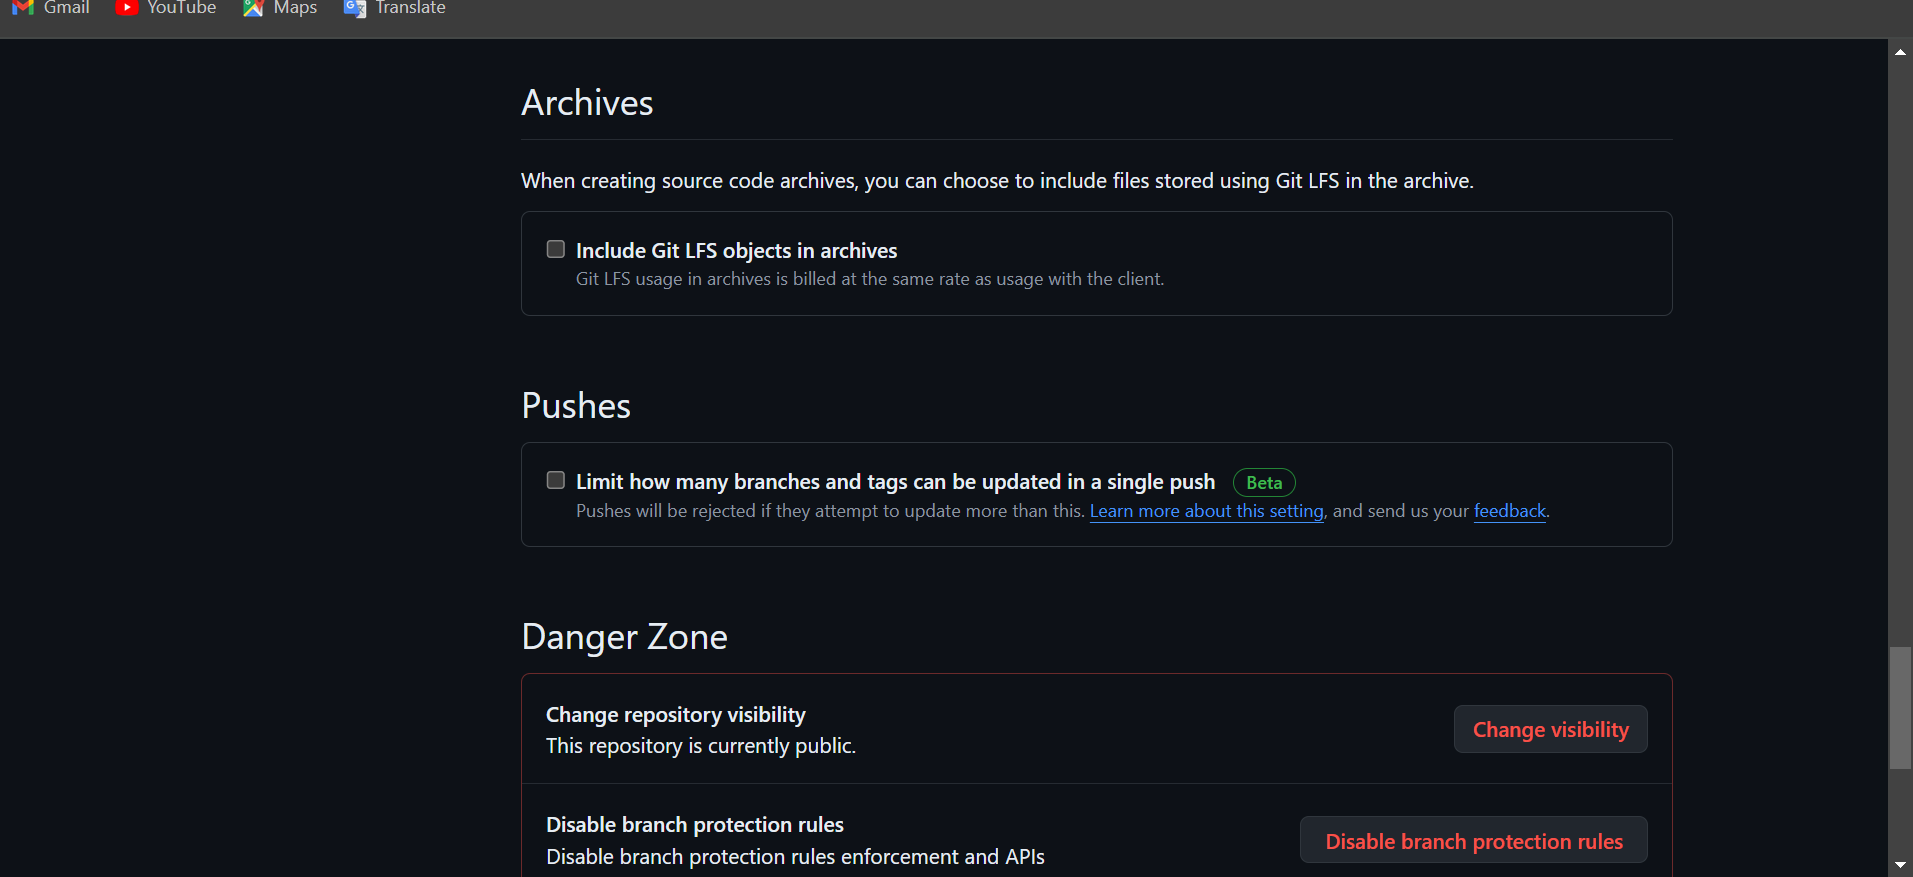 Gmail YouTube Maps Translate
Archives
When creating source code archives, you can choose to include files stored using Git LFS in the archive.
Include Git LFS objects in archives
Git LFS usage in archives is billed at the same rate as usage with the client.
Pushes
Limit how many branches and tags can be updated in a single push Beta
Pushes will be rejected if they attempt to update more than this. Learn more about this setting, and send us your feedback.
Danger Zone
Change repository visibility
This repository is currently public.
Change visibility
Disable branch protection rules
Disable branch protection rules enforcement and APIs
Disable branch protection rules